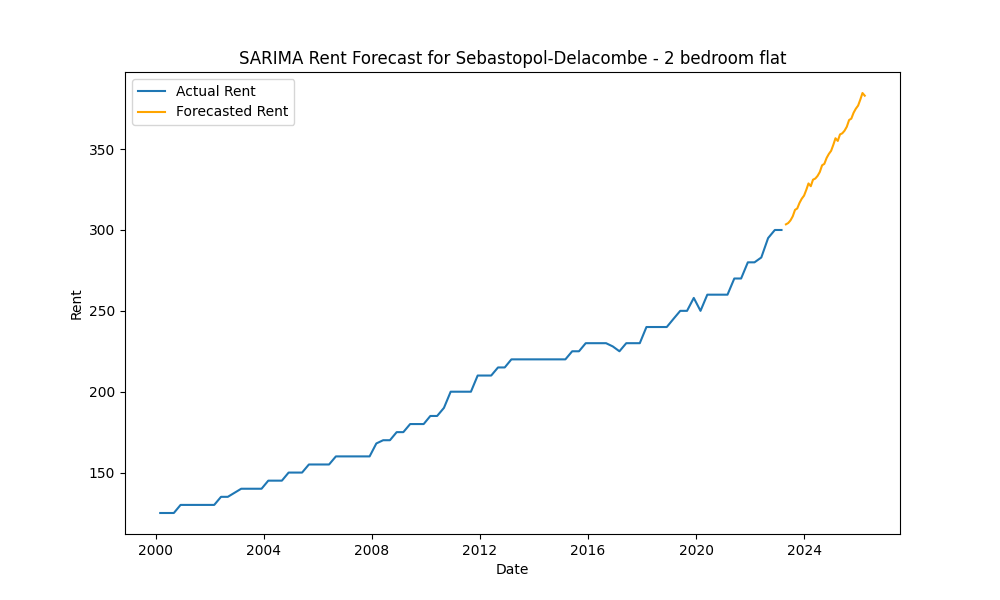 SARIMA Rent Forecast for Sebastopol-Delacombe - 2 bedroom flat
Actual Rent
Forecasted Rent
350
300
250
200
150
Rent
2000 2004 2008 2012 2016 2020 2024
Date